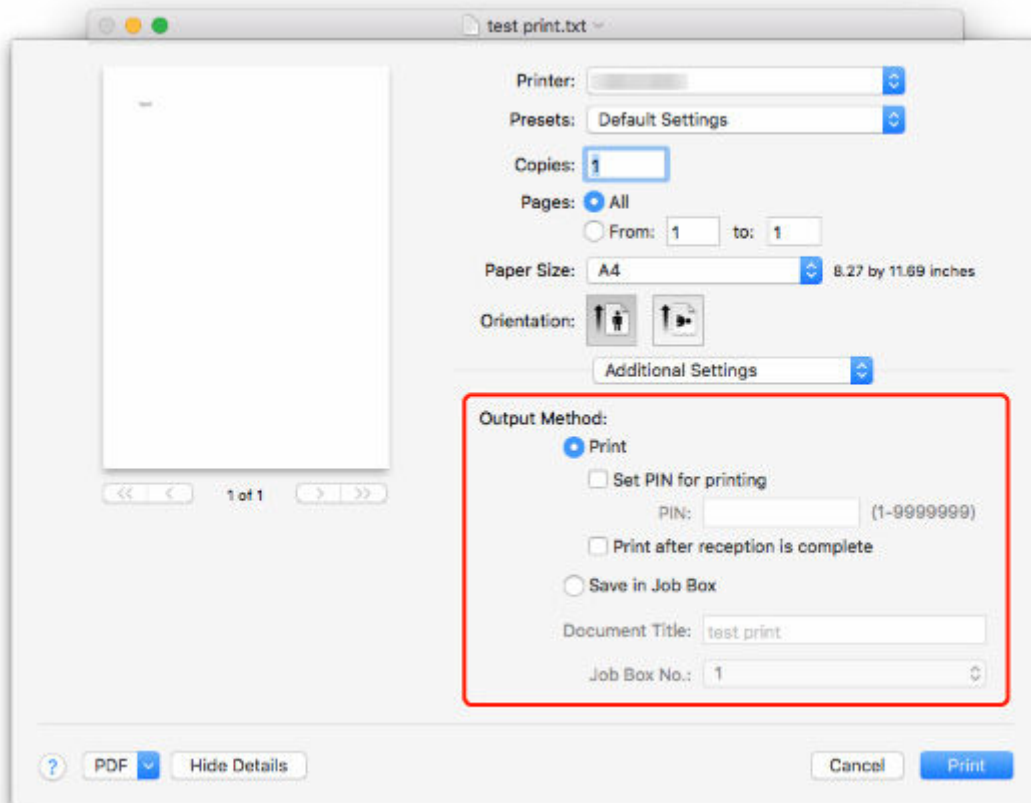 test print.txt
Printer:
Presets: Default Settings
Copies: 1
Pages: All
From: 1 to: 1
Paper Size: A4 8.27 by 11.69 inches
Orientation:
Additional Settings
Output Method:
Print
Set PIN for printing
PIN: (1-9999999)
Print after reception is complete
Save in Job Box
Document Title: test print
Job Box No.: 1
1 of 1
? PDF Hide Details Cancel Print